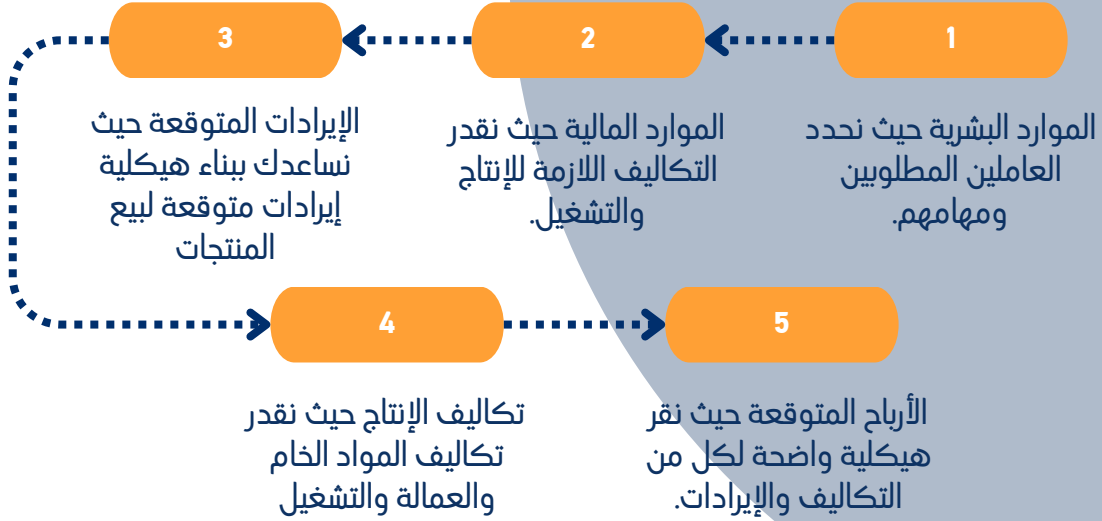 1
الموارد البشرية حيث نحدد
العاملين المطلوبين
ومهامهم.
2
الموارد المالية حيث نقدر
التكاليف اللازمة للإنتاج
والتشغيل.
3
الإيرادات المتوقعة حيث
نساعدك ببناء هيكلية
إيرادات متوقعة لبيع
المنتجات
4
تكاليف الإنتاج حيث نقدر
تكاليف المواد الخام
والعمالة والتشغيل
5
الأرباح المتوقعة حيث نقر
هيكلية واضحة لكل من
التكاليف والإيرادات.